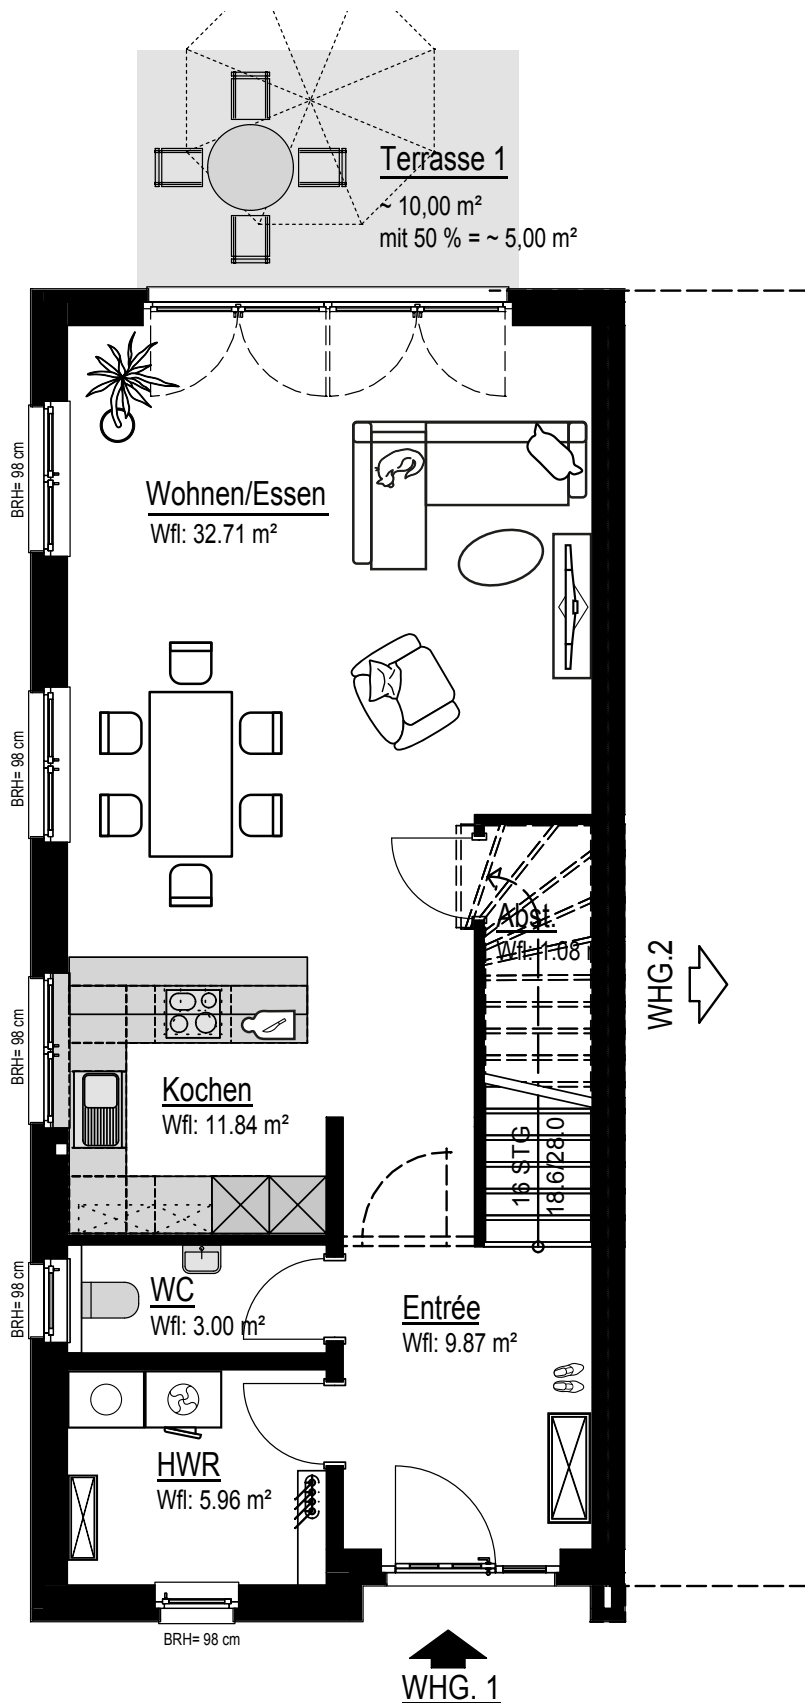 Terrasse 1
~ 10,00 m²
mit 50 % = ~ 5,00 m²
BRH= 98 cm
Wohnen/Essen
Wfl: 32.71 m²
BRH= 98 cm
Abst.
Wfl: 1.08
WHG.2
BRH= 98 cm
Kochen
Wfl: 11.84 m²
16 STG
18.6/28.0
BRH= 98 cm
WC
Wfl: 3.00 m²
Entrée
Wfl: 9.87 m²
HWR
Wfl: 5.96 m²
BRH= 98 cm
WHG. 1